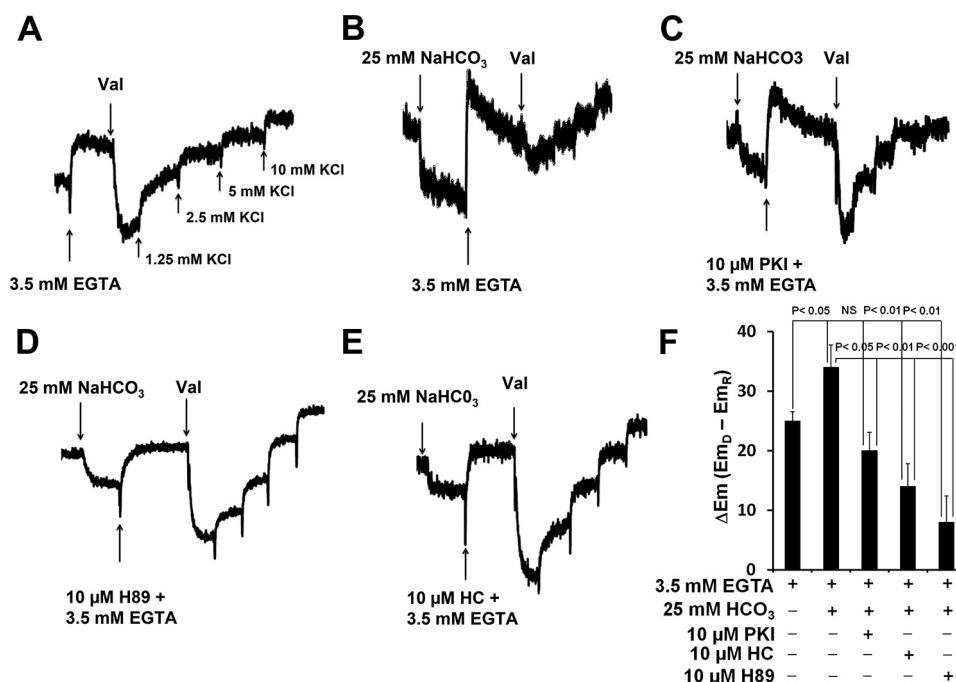 A
Val
10 mM KCl
5 mM KCl
2.5 mM KCl
1.25 mM KCl
3.5 mM EGTA
B
25 mM NaHCO3
Val
3.5 mM EGTA
C
25 mM NaHCO3
Val
10 µM PKI +
3.5 mM EGTA
D
25 mM NaHCO3
Val
10 µM H89 +
3.5 mM EGTA
E
25 mM NaHC03
Val
10 µM HC +
3.5 mM EGTA
F
P< 0.05 NS P< 0.01 P< 0.01
P< 0.05 P< 0.01 P< 0.001
ΔEm (EmD – EmR)
40
30
20
10
0
3.5 mM EGTA + + + + +
25 mM HCO3 – + + + +
10 µM PKI – – + – –
10 µM HC – – – + –
10 µM H89 – – – – +